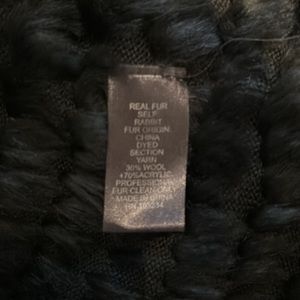 REAL FUR
SELF
RABBIT
FUR ORIGIN:
CHINA
DYED
SECTION
YARN
30% WOOL
+70%ACRYLIC
PROFESSIONAL
FUR CLEAN ONLY
MADE IN CHINA